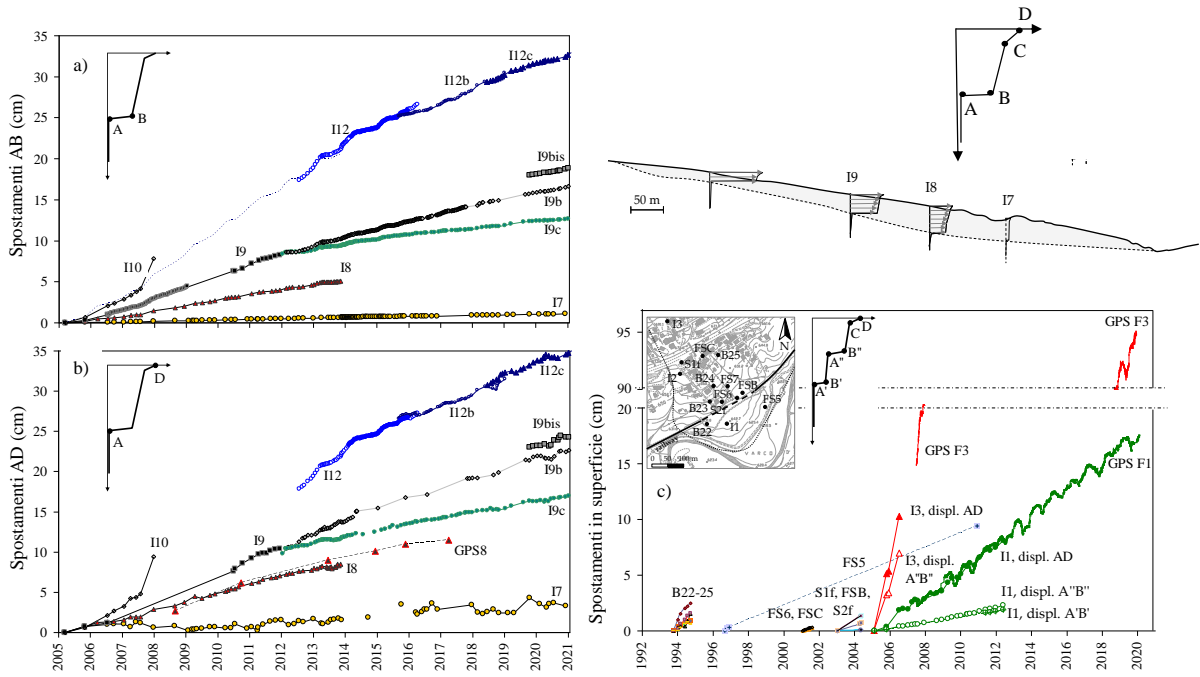 a)
Spostamenti AB (cm)
35
30
25
20
15
10
5
0
A
B
I12c
I12b
I12
I9bis
I9b
I9c
I9
I10
I8
I7
b)
Spostamenti AD (cm)
35
30
25
20
15
10
5
0
D
A
I12c
I12b
I12
I9bis
I9b
I9c
I9
I10
GPS8
I8
I7
2005
2006
2007
2008
2009
2010
2011
2012
2013
2014
2015
2016
2017
2018
2019
2020
2021
D
C
B
A
I9
I8
I7
50 m
c)
Spostamenti in superficie (cm)
95
90
20
15
10
5
0
I3
N
FSC
B25
S1f
I2
B24
FS7
FSB
FS6
FS5
B23
S2f
B22
I1
railway
VARCO
0 50 100m
D
C
A"
B"
A'
B'
GPS F3
GPS F3
GPS F1
I3, displ. AD
FS5
I3, displ.
A"B"
I1, displ. AD
S1f, FSB,
S2f
B22-25
FS6, FSC
I1, displ. A"B"
I1, displ. A'B'
1992
1994
1996
1998
2000
2002
2004
2006
2008
2010
2012
2014
2016
2018
2020